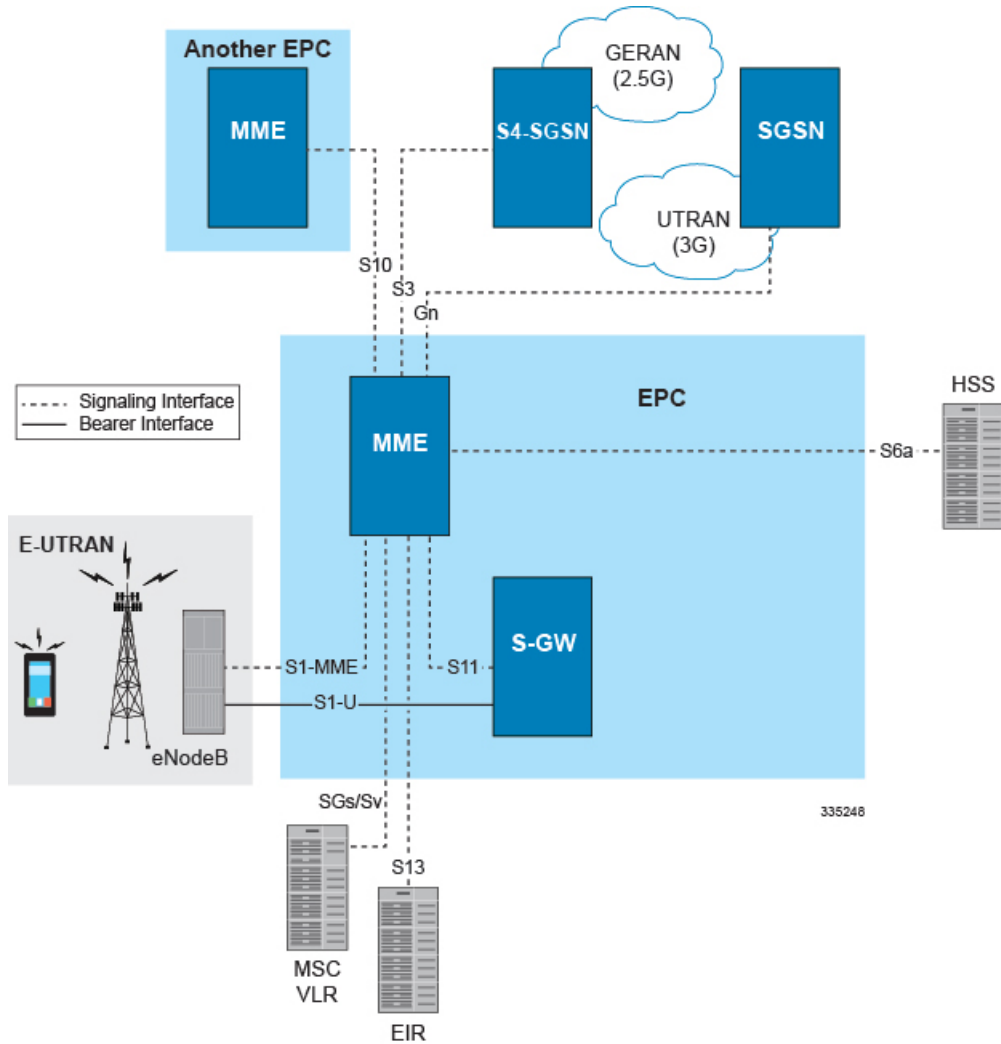 Another EPC
MME
GERAN
(2.5G)
S4-SGSN
SGSN
UTRAN
(3G)
S10
S3
Gn
Signaling Interface
Bearer Interface
EPC
HSS
MME
S6a
E-UTRAN
S-GW
S1-MME
S11
S1-U
eNodeB
SGs/Sv
335248
S13
MSC
VLR
EIR